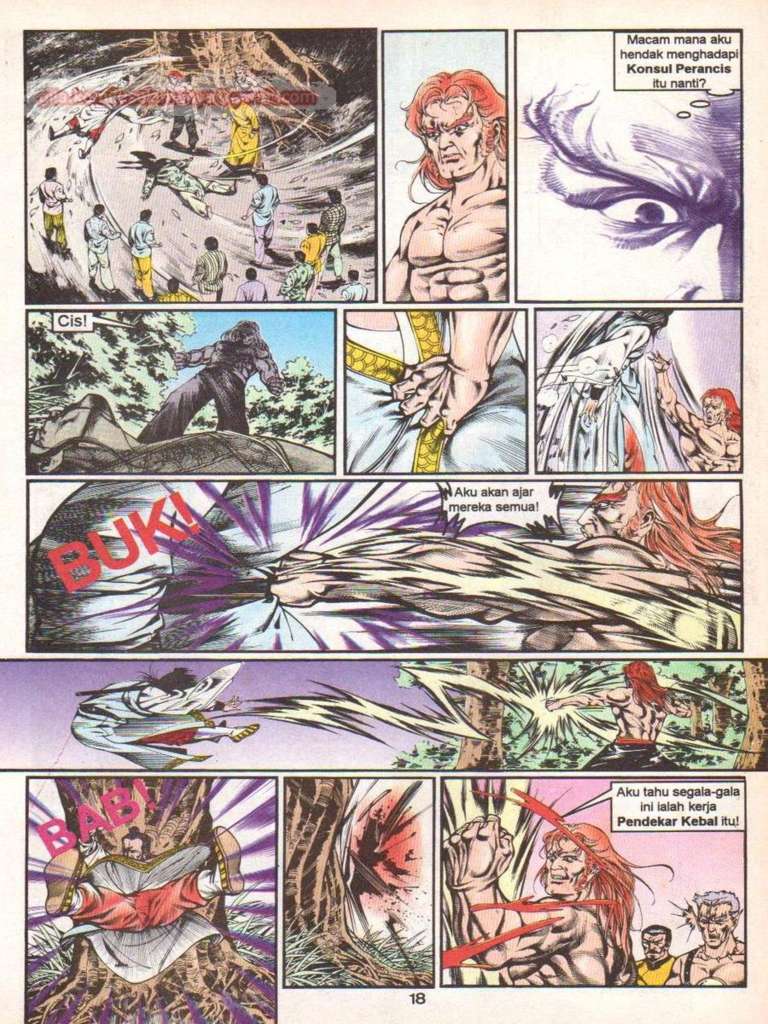 Macam mana aku
hendak menghadapi
Konsul Perancis
itu nanti?
Cis!
Aku akan ajar
mereka semua!
BUK!
BAB!
Aku tahu segala-gala
ini ialah kerja
Pendekar Kebal itu!
18